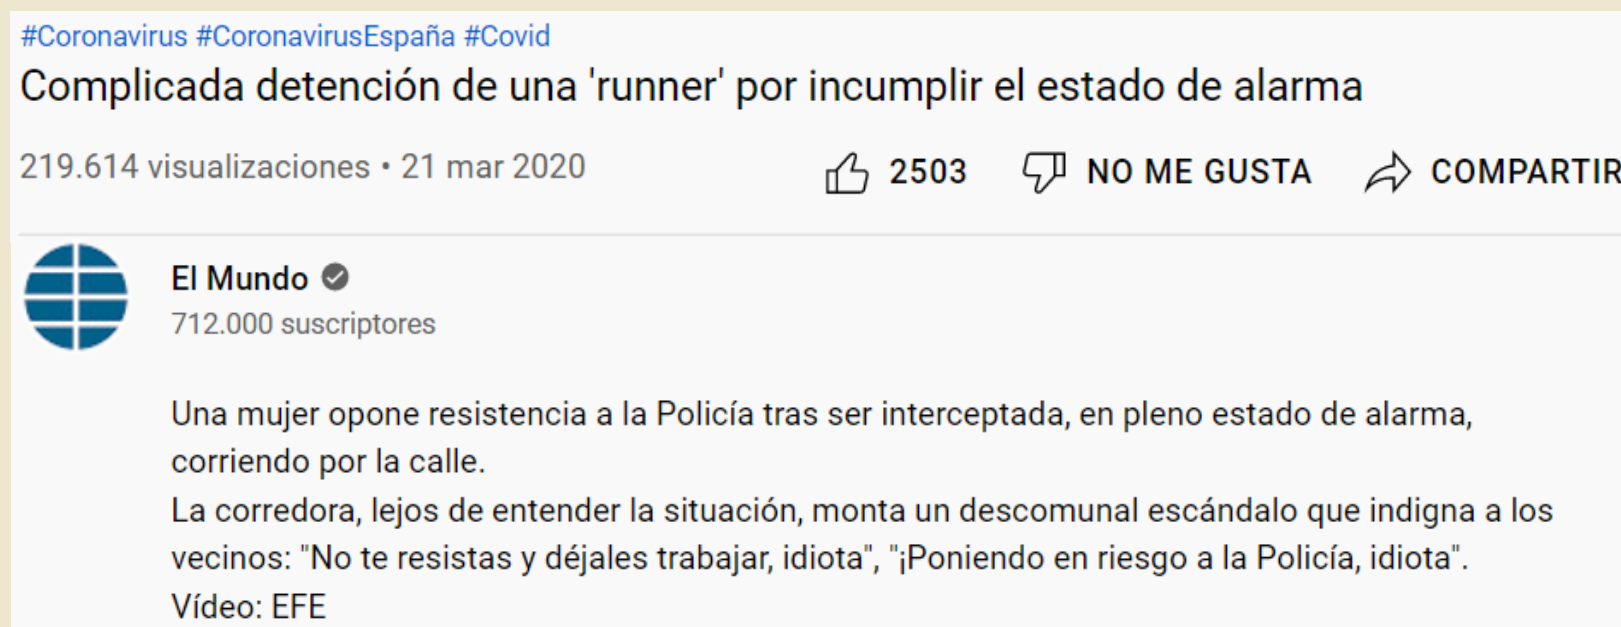 #Coronavirus #CoronavirusEspaña #Covid
Complicada detención de una 'runner' por incumplir el estado de alarma
219.614 visualizaciones • 21 mar 2020 2503 NO ME GUSTA COMPARTIR
El Mundo
712.000 suscriptores
Una mujer opone resistencia a la Policía tras ser interceptada, en pleno estado de alarma,
corriendo por la calle.
La corredora, lejos de entender la situación, monta un descomunal escándalo que indigna a los
vecinos: "No te resistas y déjales trabajar, idiota", "¡Poniendo en riesgo a la Policía, idiota".
Vídeo: EFE